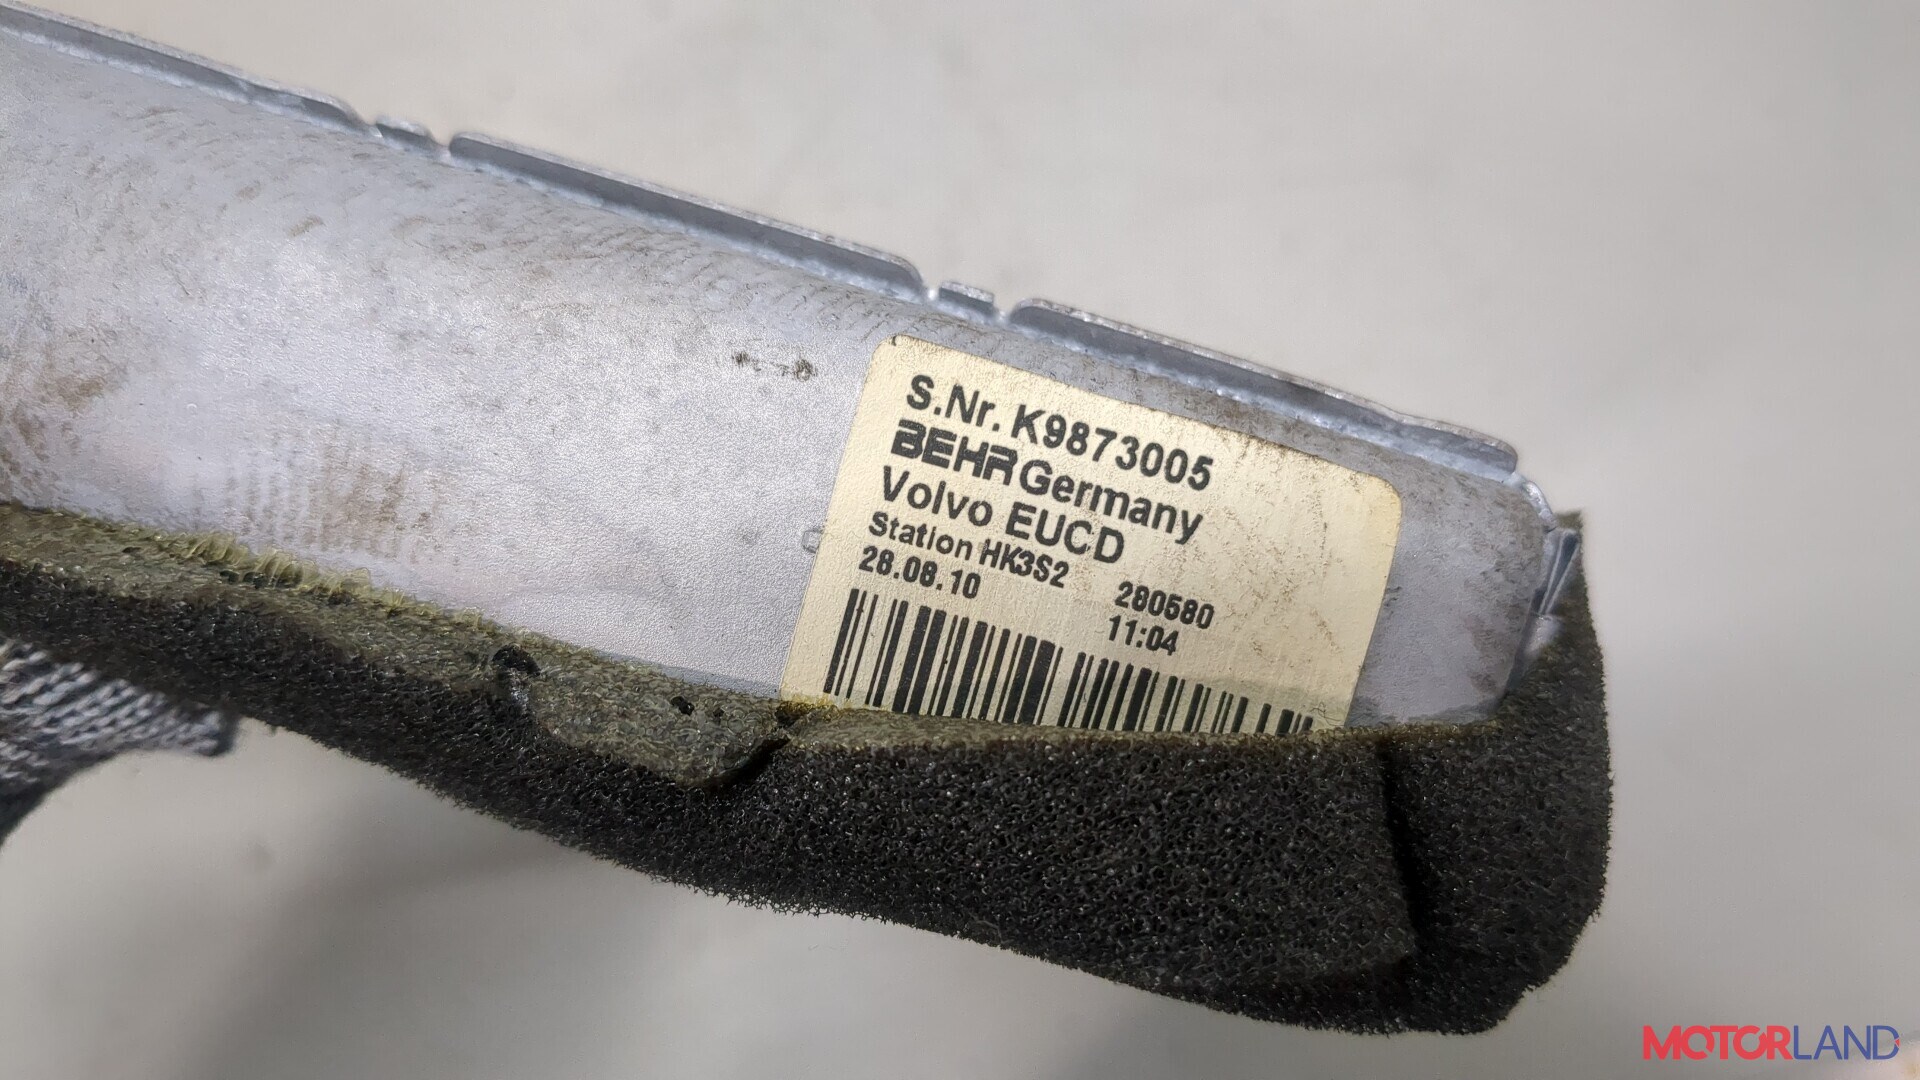 S.Nr. K9873005
BEHR Germany
Volvo EUCD
Station HK3S2 280580
28.08.10 11:04
MOTORLAND